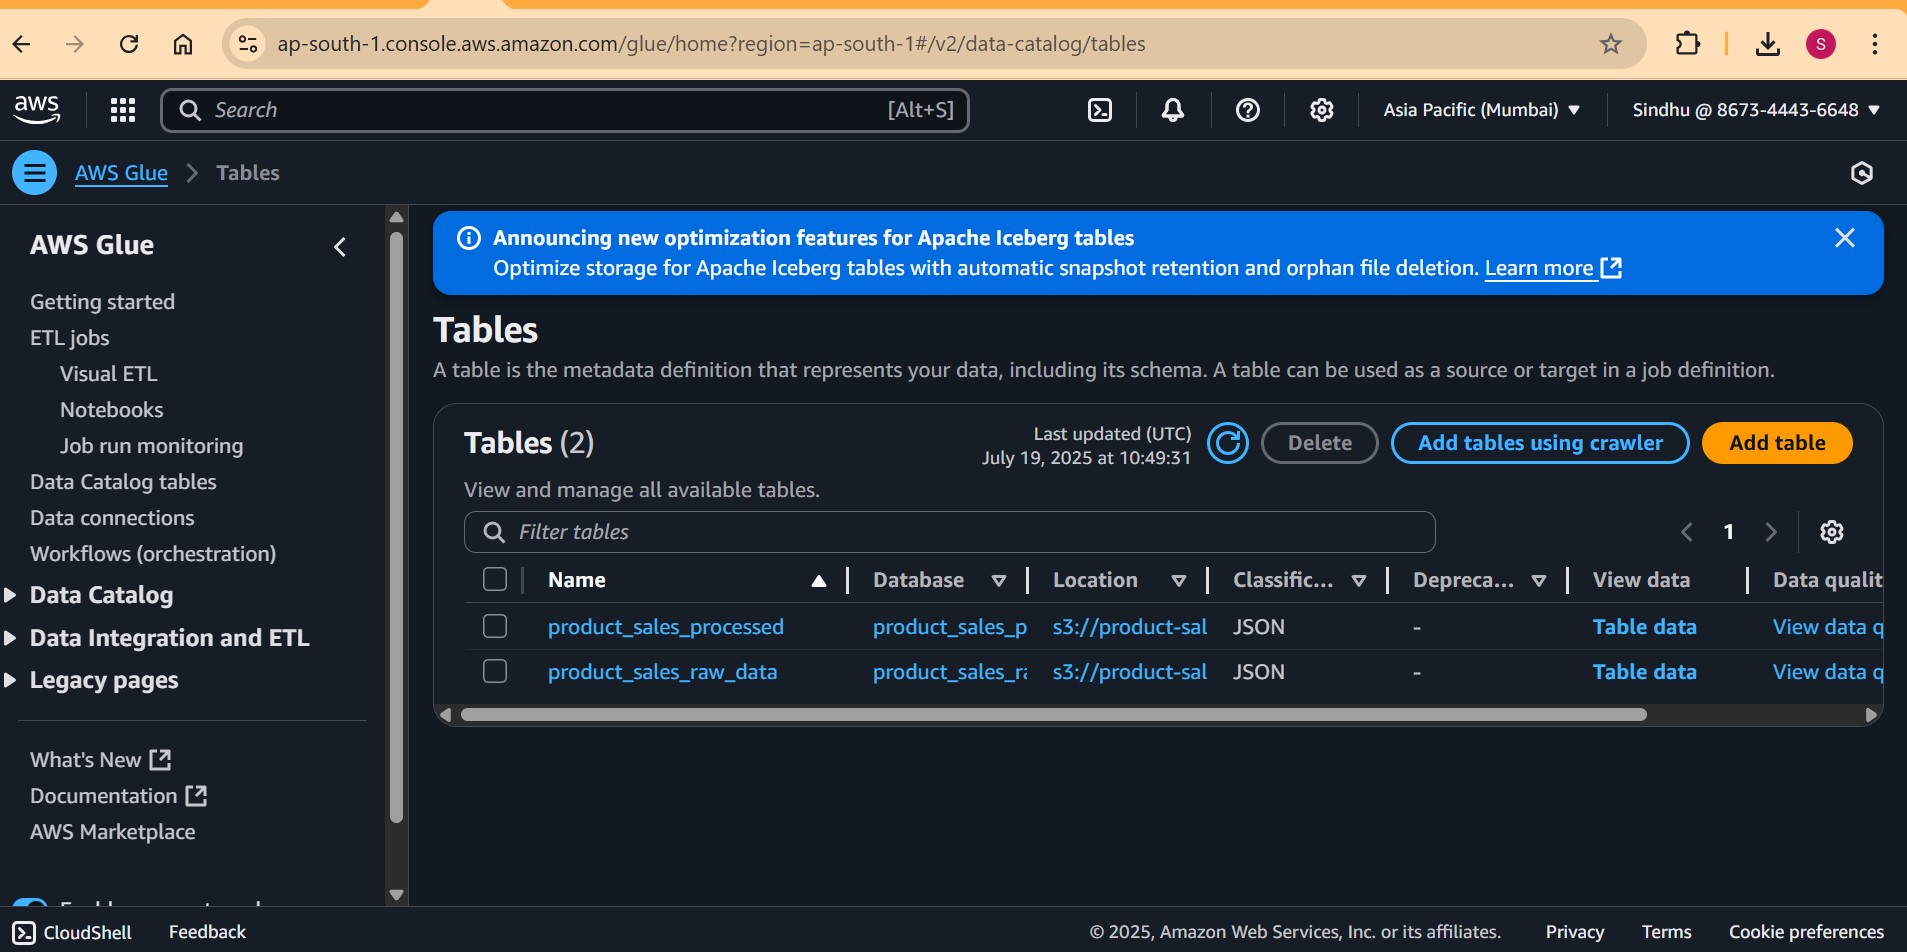 ap-south-1.console.aws.amazon.com/glue/home?region=ap-south-1#/v2/data-catalog/tables
S
aws
Search
[Alt+S]
Asia Pacific (Mumbai)
Sindhu @ 8673-4443-6648
AWS Glue
Tables
AWS Glue
Getting started
ETL jobs
Visual ETL
Notebooks
Job run monitoring
Data Catalog tables
Data connections
Workflows (orchestration)
Data Catalog
Data Integration and ETL
Legacy pages
What's New
Documentation
AWS Marketplace
Announcing new optimization features for Apache Iceberg tables
Optimize storage for Apache Iceberg tables with automatic snapshot retention and orphan file deletion. Learn more
Tables
A table is the metadata definition that represents your data, including its schema. A table can be used as a source or target in a job definition.
Tables (2)
Last updated (UTC)
July 19, 2025 at 10:49:31
Delete
Add tables using crawler
Add table
View and manage all available tables.
Filter tables
1
Name Database Location Classific... Depreca... View data Data qualit
product_sales_processed product_sales_p s3://product-sal JSON - Table data View data q
product_sales_raw_data product_sales_ra s3://product-sal JSON - Table data View data q
CloudShell
Feedback
© 2025, Amazon Web Services, Inc. or its affiliates.
Privacy
Terms
Cookie preferences